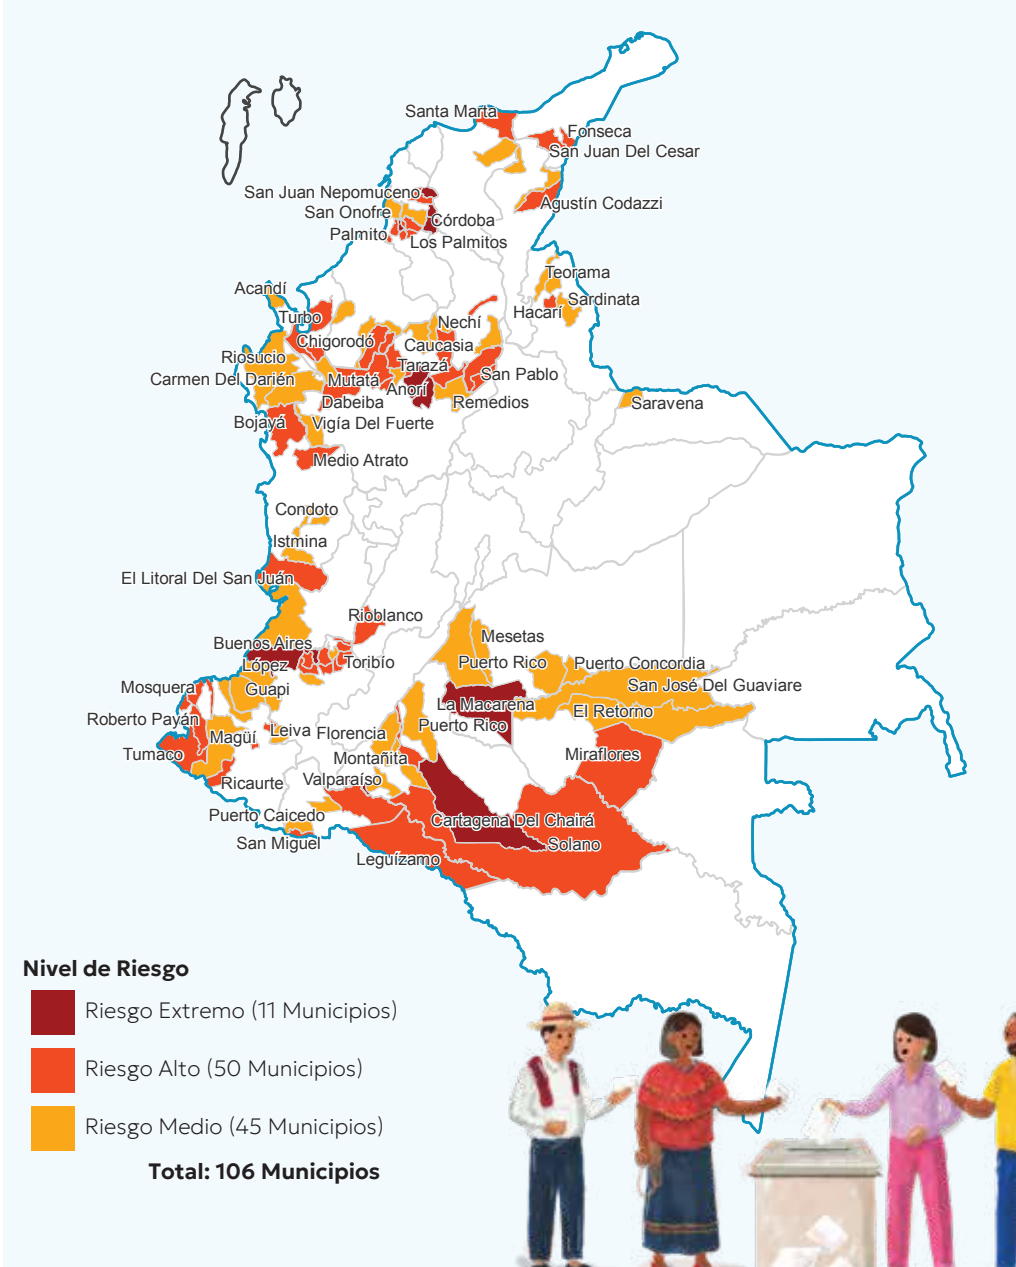 Santa Marta
Fonseca
San Juan Del Cesar
San Juan Nepomuceno
Agustín Codazzi
San Onofre
Córdoba
Palmito
Los Palmitos
Teorama
Acandí
Sardinata
Hacarí
Turbo
Nechí
Chigorodó
Caucasia
Riosucio
Tarazá
San Pablo
Carmen Del Darién
Mutatá
Anorí
Dabeiba
Remedios
Saravena
Bojayá
Vigía Del Fuerte
Medio Atrato
Condoto
Istmina
El Litoral Del San Juán
Rioblanco
Buenos Aires
Mesetas
López
Toribío
Puerto Rico
Puerto Concordia
Mosquera
Guapi
San José Del Guaviare
La Macarena
El Retorno
Roberto Payán
Puerto Rico
Magüí
Leiva
Florencia
Tumaco
Montañita
Miraflores
Ricaurte
Valparaíso
Puerto Caicedo
Cartagena Del Chairá
San Miguel
Solano
Leguízamo
Nivel de Riesgo
Riesgo Extremo (11 Municipios)
Riesgo Alto (50 Municipios)
Riesgo Medio (45 Municipios)
Total: 106 Municipios